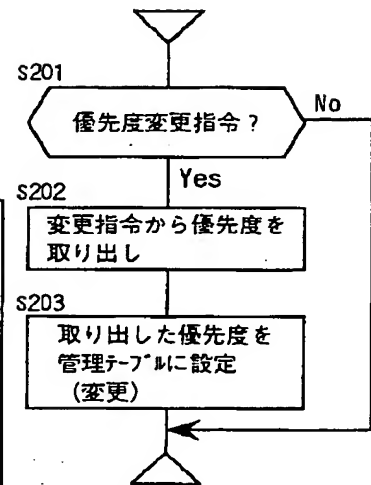 S201
優先度変更指令？
No
Yes
S202
変更指令から優先度を
取り出し
S203
取り出した優先度を
管理ﾃｰﾌﾞﾙに設定
(変更)